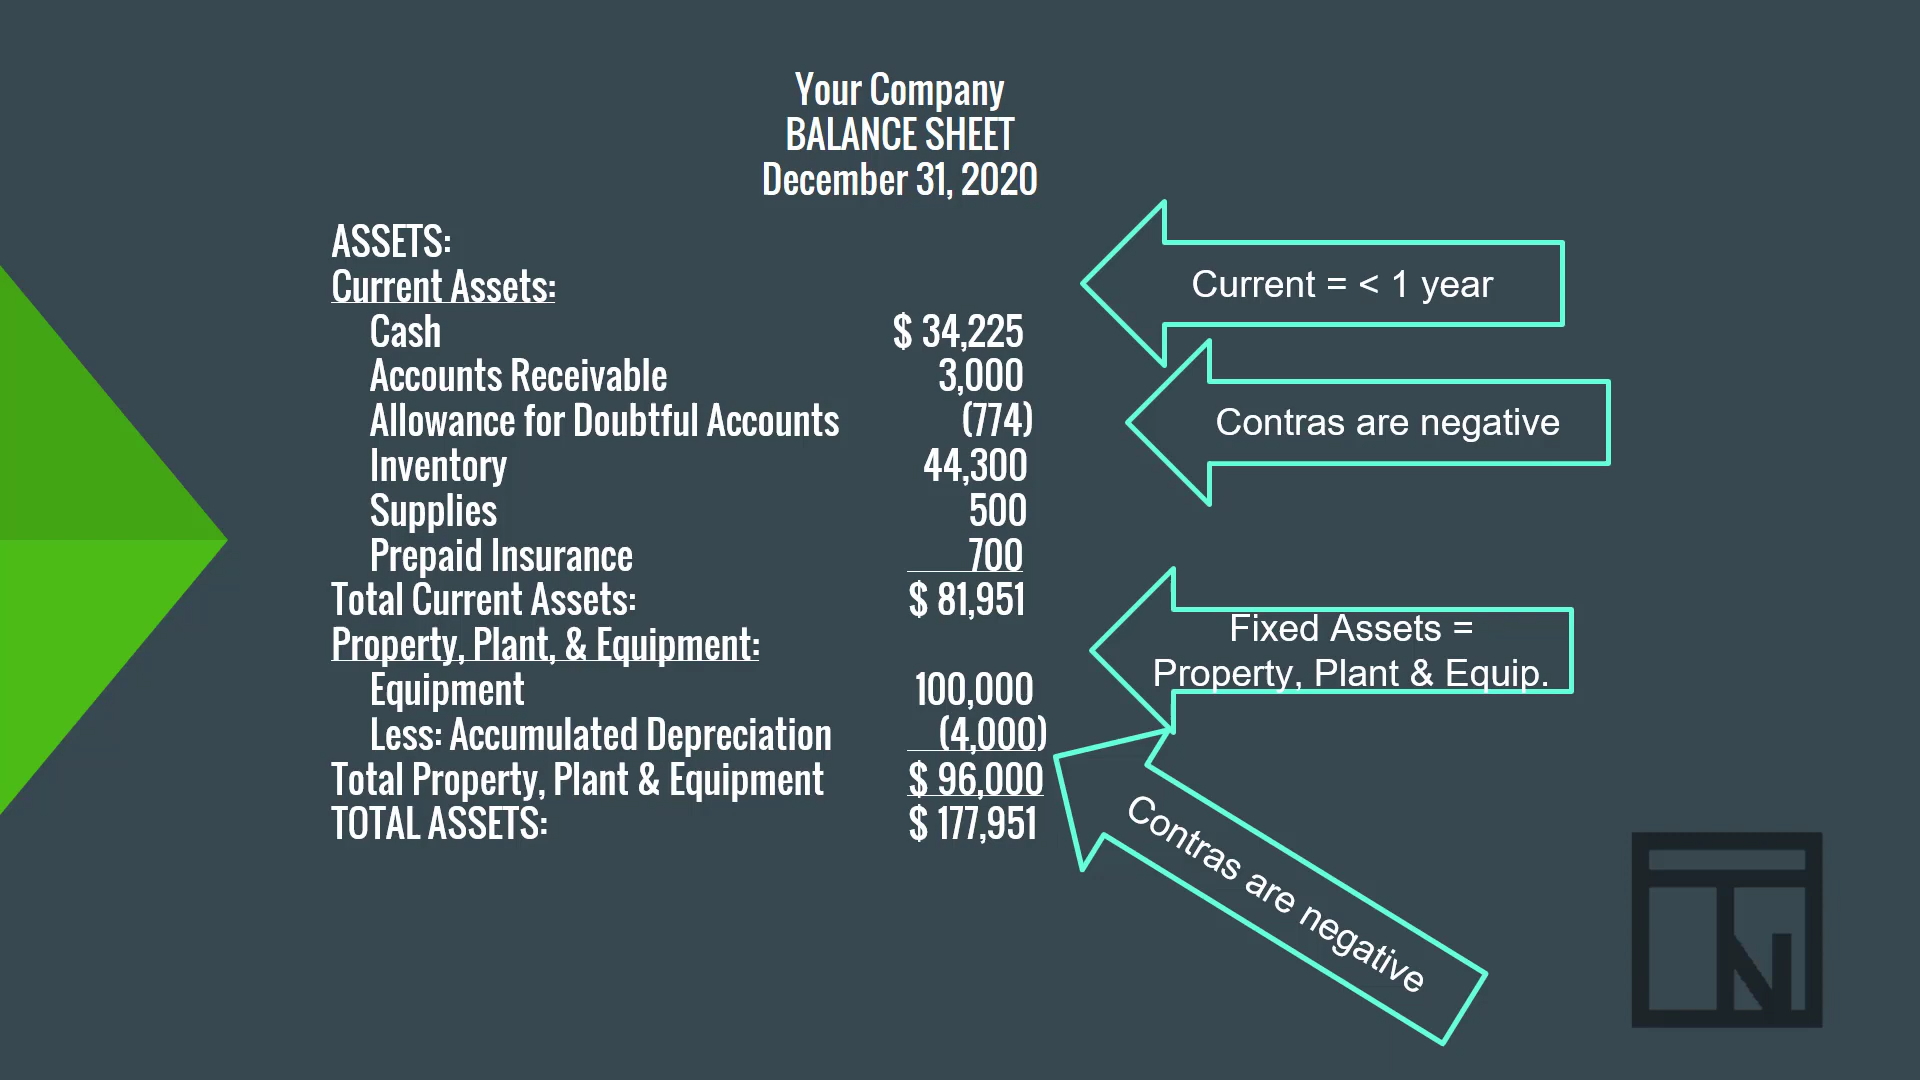 Your Company
BALANCE SHEET
December 31, 2020
ASSETS:
Current Assets:
Current = < 1 year
Cash $ 34,225
Accounts Receivable 3,000
Allowance for Doubtful Accounts (774)
Contras are negative
Inventory 44,300
Supplies 500
Prepaid Insurance 700
Total Current Assets: $ 81,951
Property, Plant, & Equipment:
Fixed Assets =
Property, Plant & Equip.
Equipment 100,000
Less: Accumulated Depreciation (4,000)
Total Property, Plant & Equipment $ 96,000
TOTAL ASSETS: $ 177,951
Contras are negative
TN